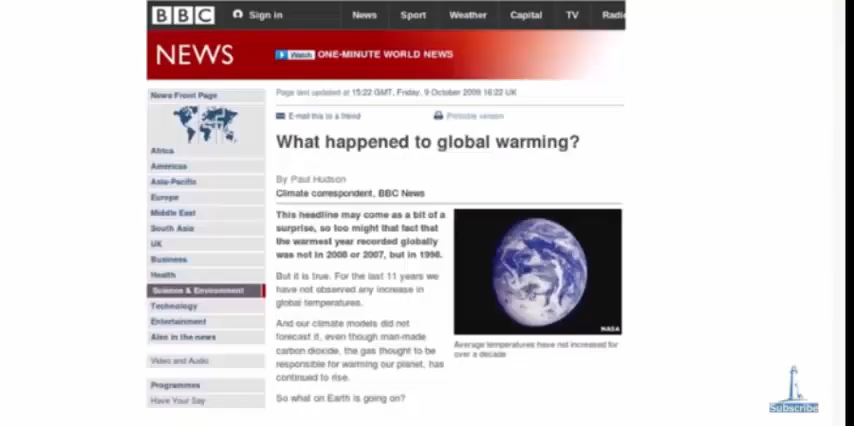 BBC Sign in News Sport Weather Capital TV Radio
NEWS Watch ONE-MINUTE WORLD NEWS
News Front Page
Page last updated at 15:22 GMT, Friday, 9 October 2009 16:22 UK
E-mail this to a friend Printable version
What happened to global warming?
By Paul Hudson
Climate correspondent, BBC News
This headline may come as a bit of a
surprise, so too might that fact that
the warmest year recorded globally
was not in 2008 or 2007, but in 1998.
But it is true. For the last 11 years we
have not observed any increase in
global temperatures.
And our climate models did not
forecast it, even though man-made
carbon dioxide, the gas thought to be
responsible for warming our planet, has
continued to rise.
So what on Earth is going on?
NASA
Average temperatures have not increased for
over a decade
Africa
Americas
Asia-Pacific
Europe
Middle East
South Asia
UK
Business
Health
Science & Environment
Technology
Entertainment
Also in the news
Video and Audio
Programmes
Have Your Say
Subscribe